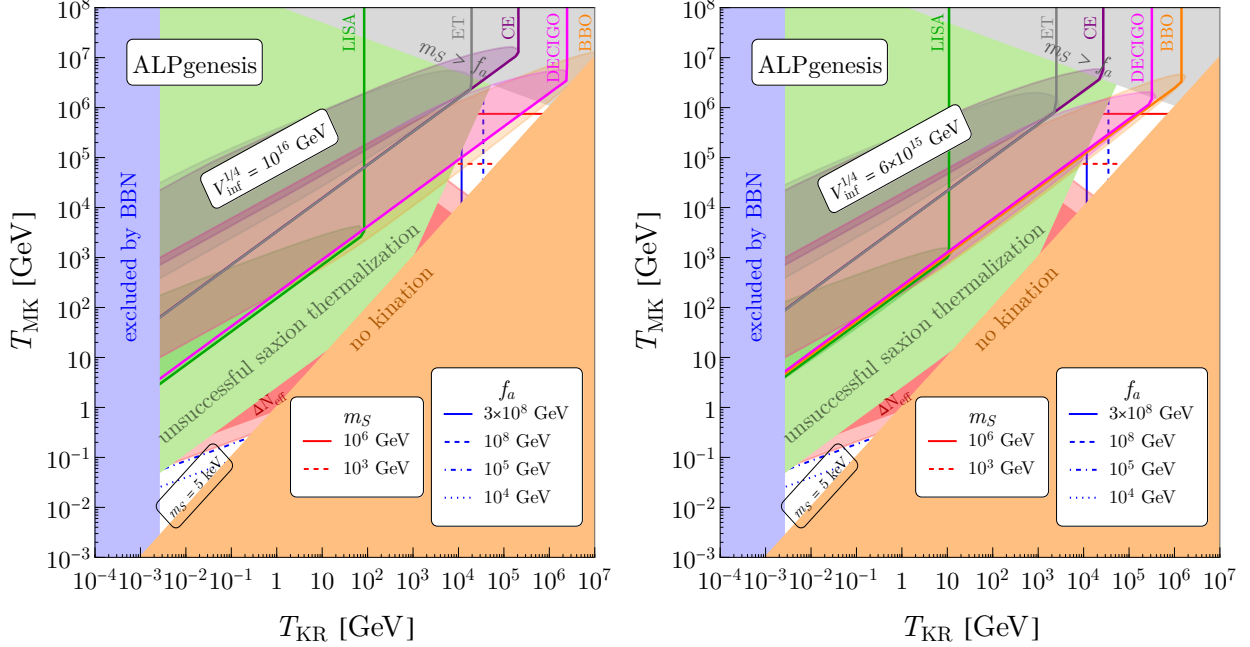 ALPgenesis
LISA
ET
CE
DECIGO
BBO
m_S > f_a
V_inf^{1/4} = 10^{16} GeV
excluded by BBN
unsuccessful saxion thermalization
no kination
ΔN_eff
m_S = 5 keV
m_S
10^6 GeV
10^3 GeV
f_a
3×10^8 GeV
10^8 GeV
10^5 GeV
10^4 GeV
T_MK [GeV]
10^8
10^7
10^6
10^5
10^4
10^3
10^2
10
1
10^{-1}
10^{-2}
10^{-3}
10^{-4} 10^{-3} 10^{-2} 10^{-1} 1 10 10^2 10^3 10^4 10^5 10^6 10^7
T_KR [GeV]
ALPgenesis
LISA
ET
CE
DECIGO
BBO
m_S > f_a
V_inf^{1/4} = 6×10^{15} GeV
excluded by BBN
unsuccessful saxion thermalization
no kination
ΔN_eff
m_S = 5 keV
m_S
10^6 GeV
10^3 GeV
f_a
3×10^8 GeV
10^8 GeV
10^5 GeV
10^4 GeV
T_MK [GeV]
10^8
10^7
10^6
10^5
10^4
10^3
10^2
10
1
10^{-1}
10^{-2}
10^{-3}
10^{-4} 10^{-3} 10^{-2} 10^{-1} 1 10 10^2 10^3 10^4 10^5 10^6 10^7
T_KR [GeV]